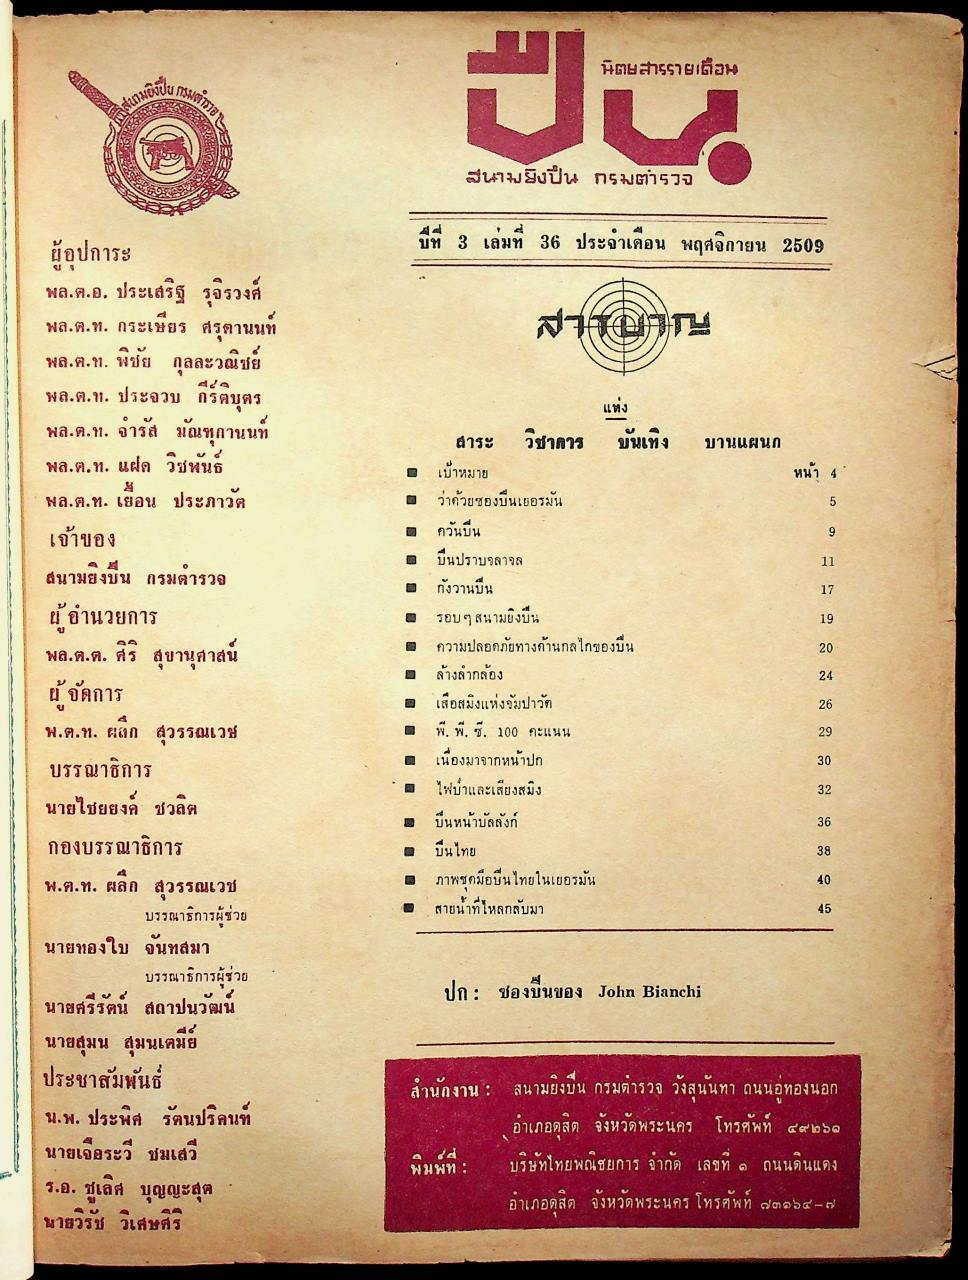 สนามยิงปืน กรมตำรวจ
ปืน
นิตยสารรายเดือน
สนามยิงปืน กรมตำรวจ
ปีที่ 3 เล่มที่ 36 ประจำเดือน พฤศจิกายน 2509
ผู้อุปการะ
พล.ต.อ. ประเสริฐ รุจิรวงศ์
พล.ต.ท. กระเษียร ศรุตานนท์
พล.ต.ท. พิชัย กุลละวณิชย์
พล.ต.ท. ประจวบ กีร์ติบุตร
พล.ต.ท. จำรัส มัณฑุกานนท์
พล.ต.ท. แฝด วิชพันธ์
พล.ต.ท. เยื้อน ประภาวัต
เจ้าของ
สนามยิงปืน กรมตำรวจ
ผู้อำนวยการ
พล.ต.ต. ศิริ สุขานุศาสน์
ผู้จัดการ
พ.ต.ท. ผลึก สุวรรณเวช
บรรณาธิการ
นายไชยยงค์ ชวลิต
กองบรรณาธิการ
พ.ต.ท. ผลึก สุวรรณเวช
บรรณาธิการผู้ช่วย
นายทองใบ จันทสมา
บรรณาธิการผู้ช่วย
นายศรีรัตน์ สถาปนวัฒน์
นายสุมน สุมนเตมีย์
ประชาสัมพันธ์
น.พ. ประพิศ รัตนปริคนท์
นายเจือระวี ชมเสวี
ร.อ. ชูเลิศ บุญญะสุต
นายวิรัช วิเศษศิริ
สารบาญ
แห่ง
สาระ วิชาการ บันเทิง บานแผนก
เป้าหมาย หน้า 4
ว่าด้วยซองปืนเยอรมัน 5
ควันปืน 9
ปืนปราบจลาจล 11
กังวานปืน 17
รอบๆ สนามยิงปืน 19
ความปลอดภัยทางด้านกลไกของปืน 20
ล้างลำกล้อง 24
เสือสมิงแห่งจัมปาวัต 26
พี. พี. ซี. 100 คะแนน 29
เนื่องมาจากหน้าปก 30
ไฟป่าและเสียงสมิง 32
ปืนหน้าบัลลังก์ 36
ปืนไทย 38
ภาพชุดมือปืนไทยในเยอรมัน 40
สายน้ำที่ไหลกลับมา 45
ปก : ซองปืนของ John Bianchi
สำนักงาน : สนามยิงปืน กรมตำรวจ วังสุนันทา ถนนอู่ทองนอก
อำเภอดุสิต จังหวัดพระนคร โทรศัพท์ ๔๙๒๖๑
พิมพ์ที่ : บริษัทไทยพณิชยการ จำกัด เลขที่ ๑ ถนนดินแดง
อำเภอดุสิต จังหวัดพระนคร โทรศัพท์ ๗๓๑๖๔-๗